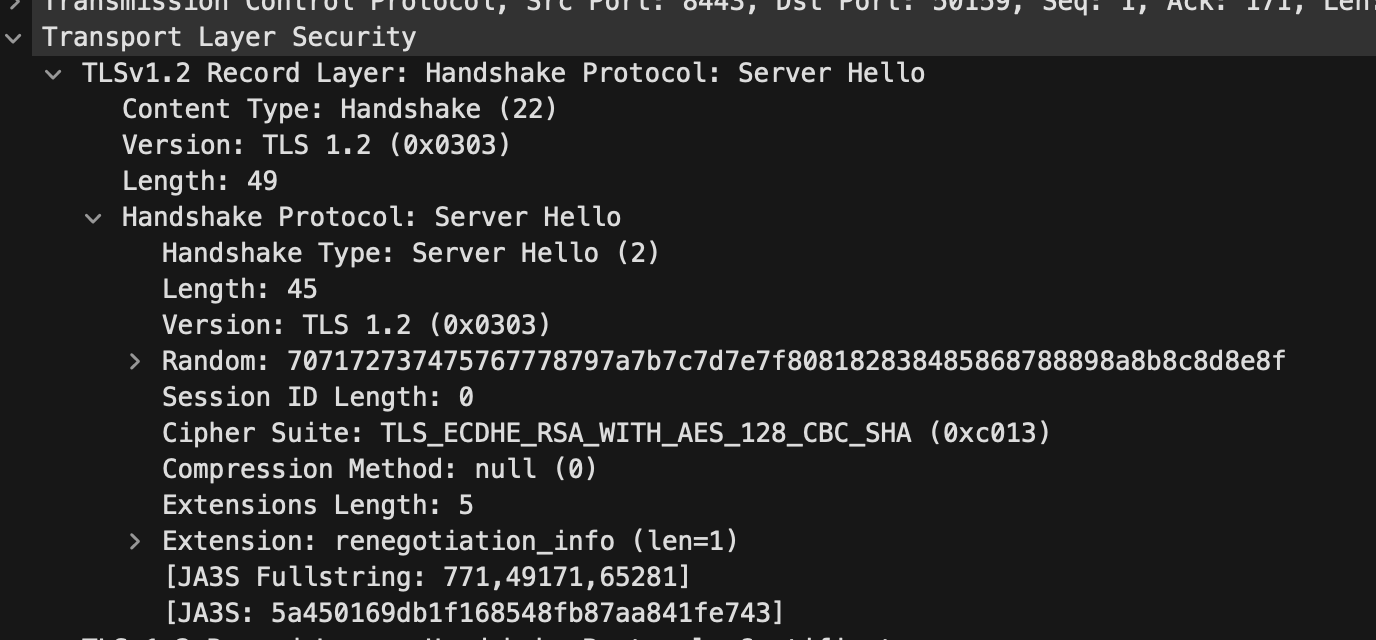 Transmission Control Protocol, Src Port: 8443, Dst Port: 50159, Seq: 1, Ack: 171, Len:
Transport Layer Security
TLSv1.2 Record Layer: Handshake Protocol: Server Hello
Content Type: Handshake (22)
Version: TLS 1.2 (0x0303)
Length: 49
Handshake Protocol: Server Hello
Handshake Type: Server Hello (2)
Length: 45
Version: TLS 1.2 (0x0303)
Random: 707172737475767778797a7b7c7d7e7f808182838485868788898a8b8c8d8e8f
Session ID Length: 0
Cipher Suite: TLS_ECDHE_RSA_WITH_AES_128_CBC_SHA (0xc013)
Compression Method: null (0)
Extensions Length: 5
Extension: renegotiation_info (len=1)
[JA3S Fullstring: 771,49171,65281]
[JA3S: 5a450169db1f168548fb87aa841fe743]